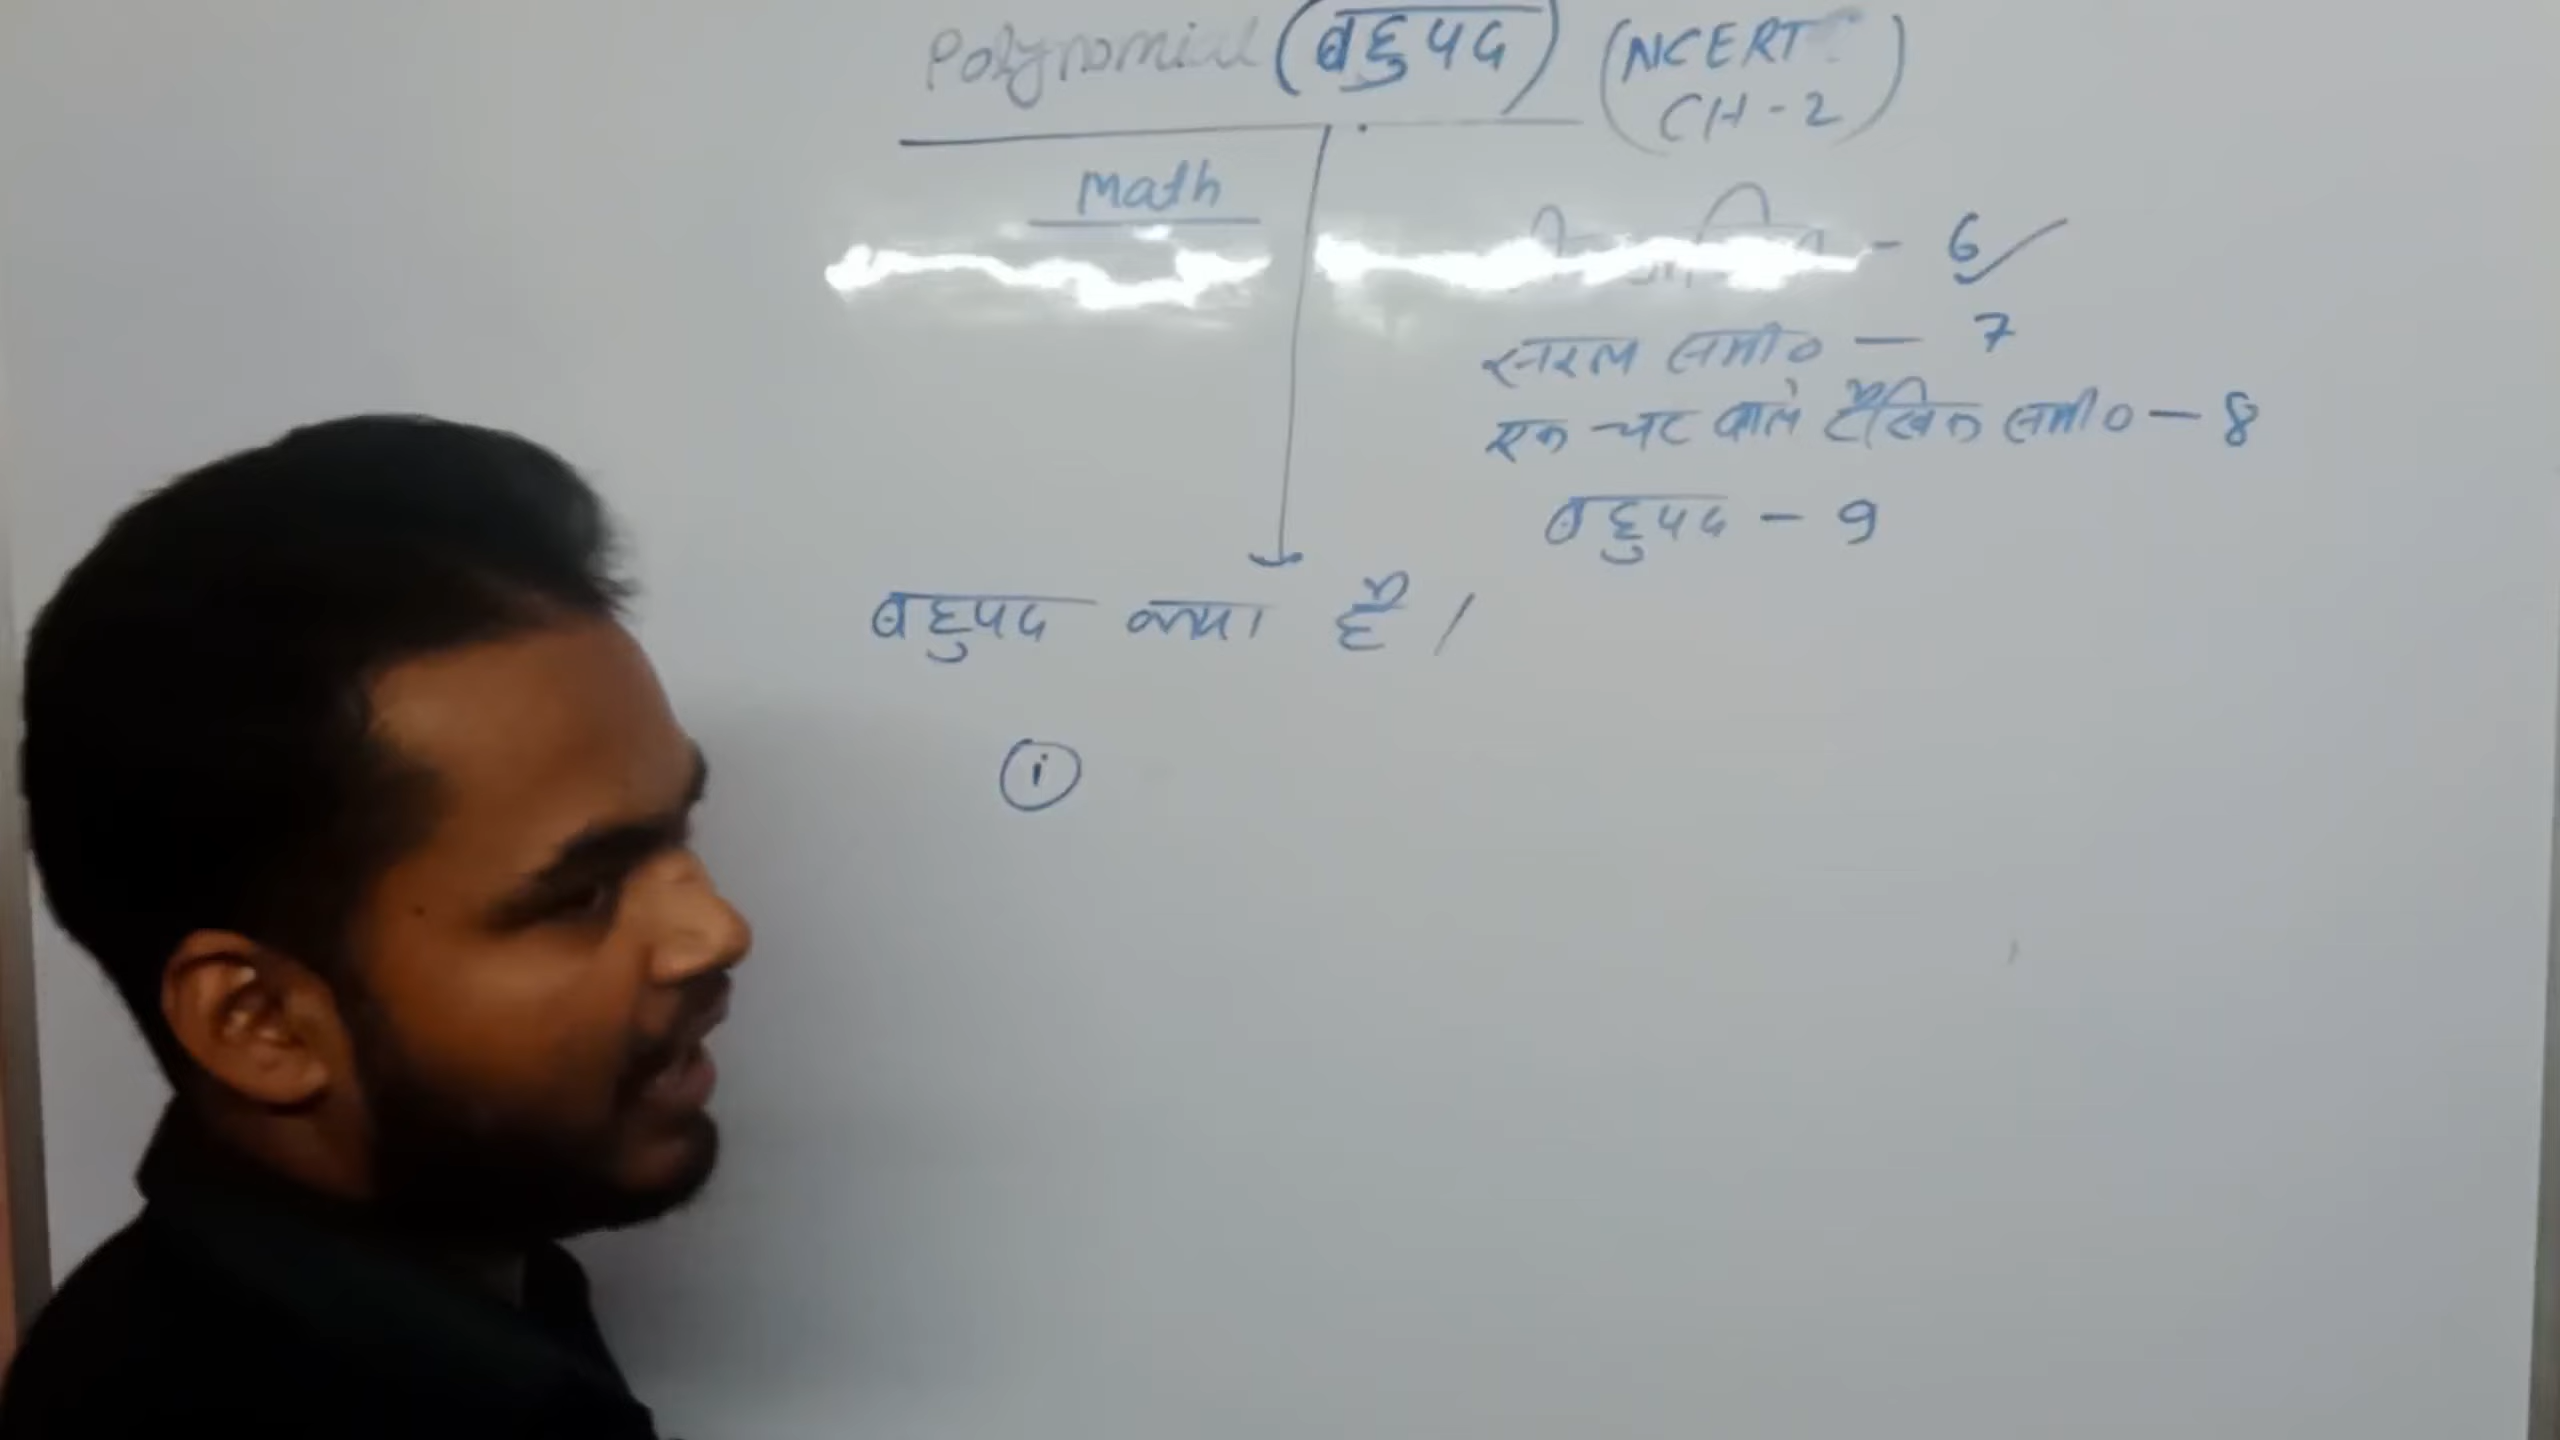 Polynomial (बहुपद) (NCERT
CH-2)
Math
- 6
सरल समी० - 7
एक चर वाले रैखिक समी० - 8
बहुपद - 9
बहुपद क्या है /
i